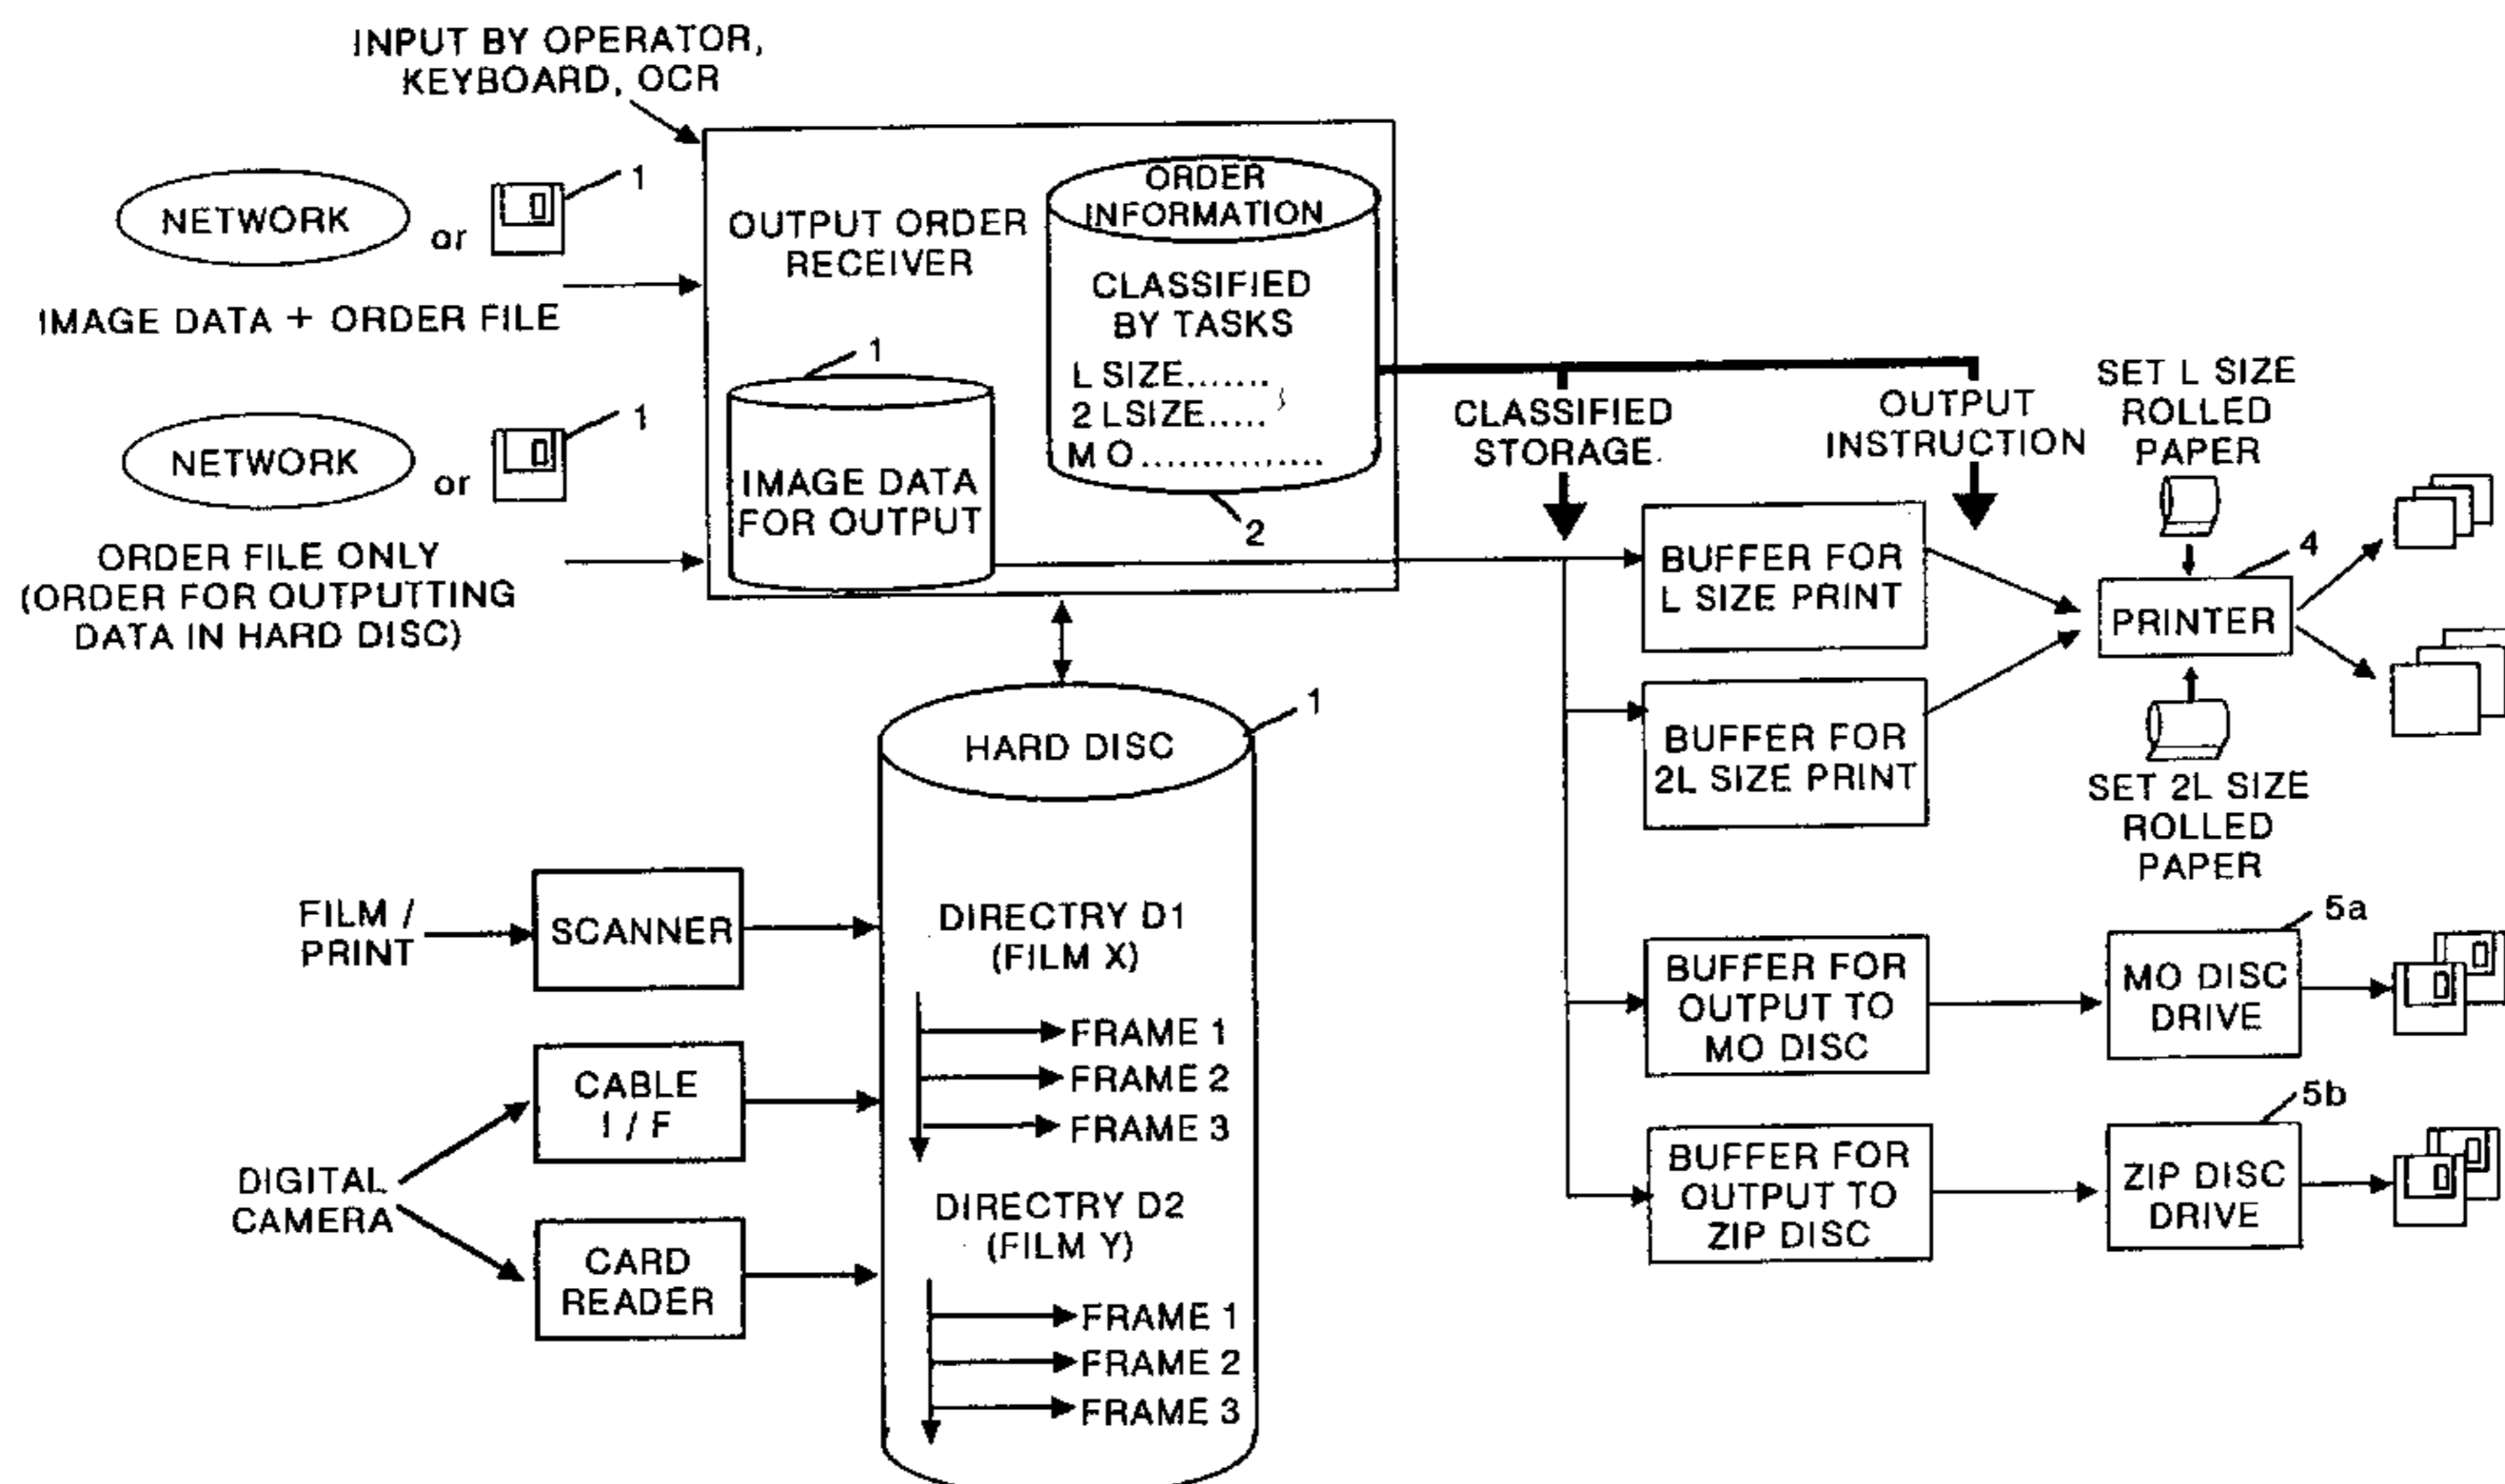 INPUT BY OPERATOR,
KEYBOARD, OCR
NETWORK
or
1
IMAGE DATA + ORDER FILE
NETWORK
or
1
ORDER FILE ONLY
(ORDER FOR OUTPUTTING
DATA IN HARD DISC)
OUTPUT ORDER
RECEIVER
1
IMAGE DATA
FOR OUTPUT
ORDER
INFORMATION
CLASSIFIED
BY TASKS
L SIZE.......
2 LSIZE.....
M O...............
2
CLASSIFIED
STORAGE
OUTPUT
INSTRUCTION
SET L SIZE
ROLLED
PAPER
BUFFER FOR
L SIZE PRINT
4
PRINTER
BUFFER FOR
2L SIZE PRINT
SET 2L SIZE
ROLLED
PAPER
1
HARD DISC
FILM /
PRINT
SCANNER
DIGITAL
CAMERA
CABLE
I / F
CARD
READER
DIRECTRY D1
(FILM X)
FRAME 1
FRAME 2
FRAME 3
DIRECTRY D2
(FILM Y)
FRAME 1
FRAME 2
FRAME 3
BUFFER FOR
OUTPUT TO
MO DISC
5a
MO DISC
DRIVE
BUFFER FOR
OUTPUT TO
ZIP DISC
5b
ZIP DISC
DRIVE